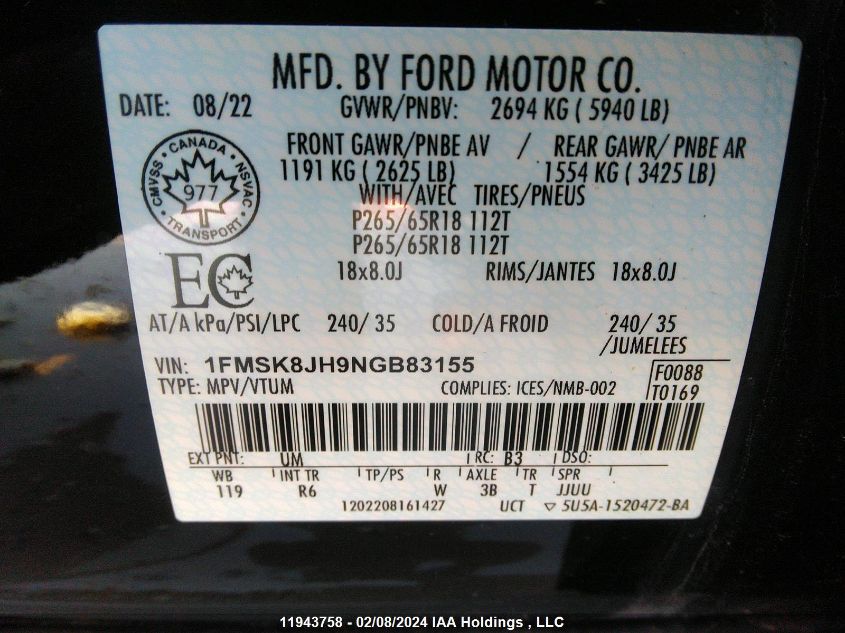 MFD. BY FORD MOTOR CO.
DATE: 08/22 GVWR/PNBV: 2694 KG ( 5940 LB)
FRONT GAWR/PNBE AV / REAR GAWR/ PNBE AR
1191 KG ( 2625 LB) 1554 KG ( 3425 LB)
WITH/AVEC TIRES/PNEUS
P265/65R18 112T
P265/65R18 112T
18x8.0J RIMS/JANTES 18x8.0J
CANADA
CMVSS NSVAC
977
TRANSPORT
EC
AT/A kPa/PSI/LPC 240/ 35 COLD/A FROID 240/ 35
/JUMELEES
VIN: 1FMSK8JH9NGB83155
TYPE: MPV/VTUM COMPLIES: ICES/NMB-002
F0088
T0169
EXT PNT: UM RC: B3 DSO:
WB INT TR TP/PS R AXLE TR SPR
119 R6 W 3B T JJUU
1202208161427 UCT ▽ 5U5A-1520472-BA
11943758 - 02/08/2024 IAA Holdings , LLC